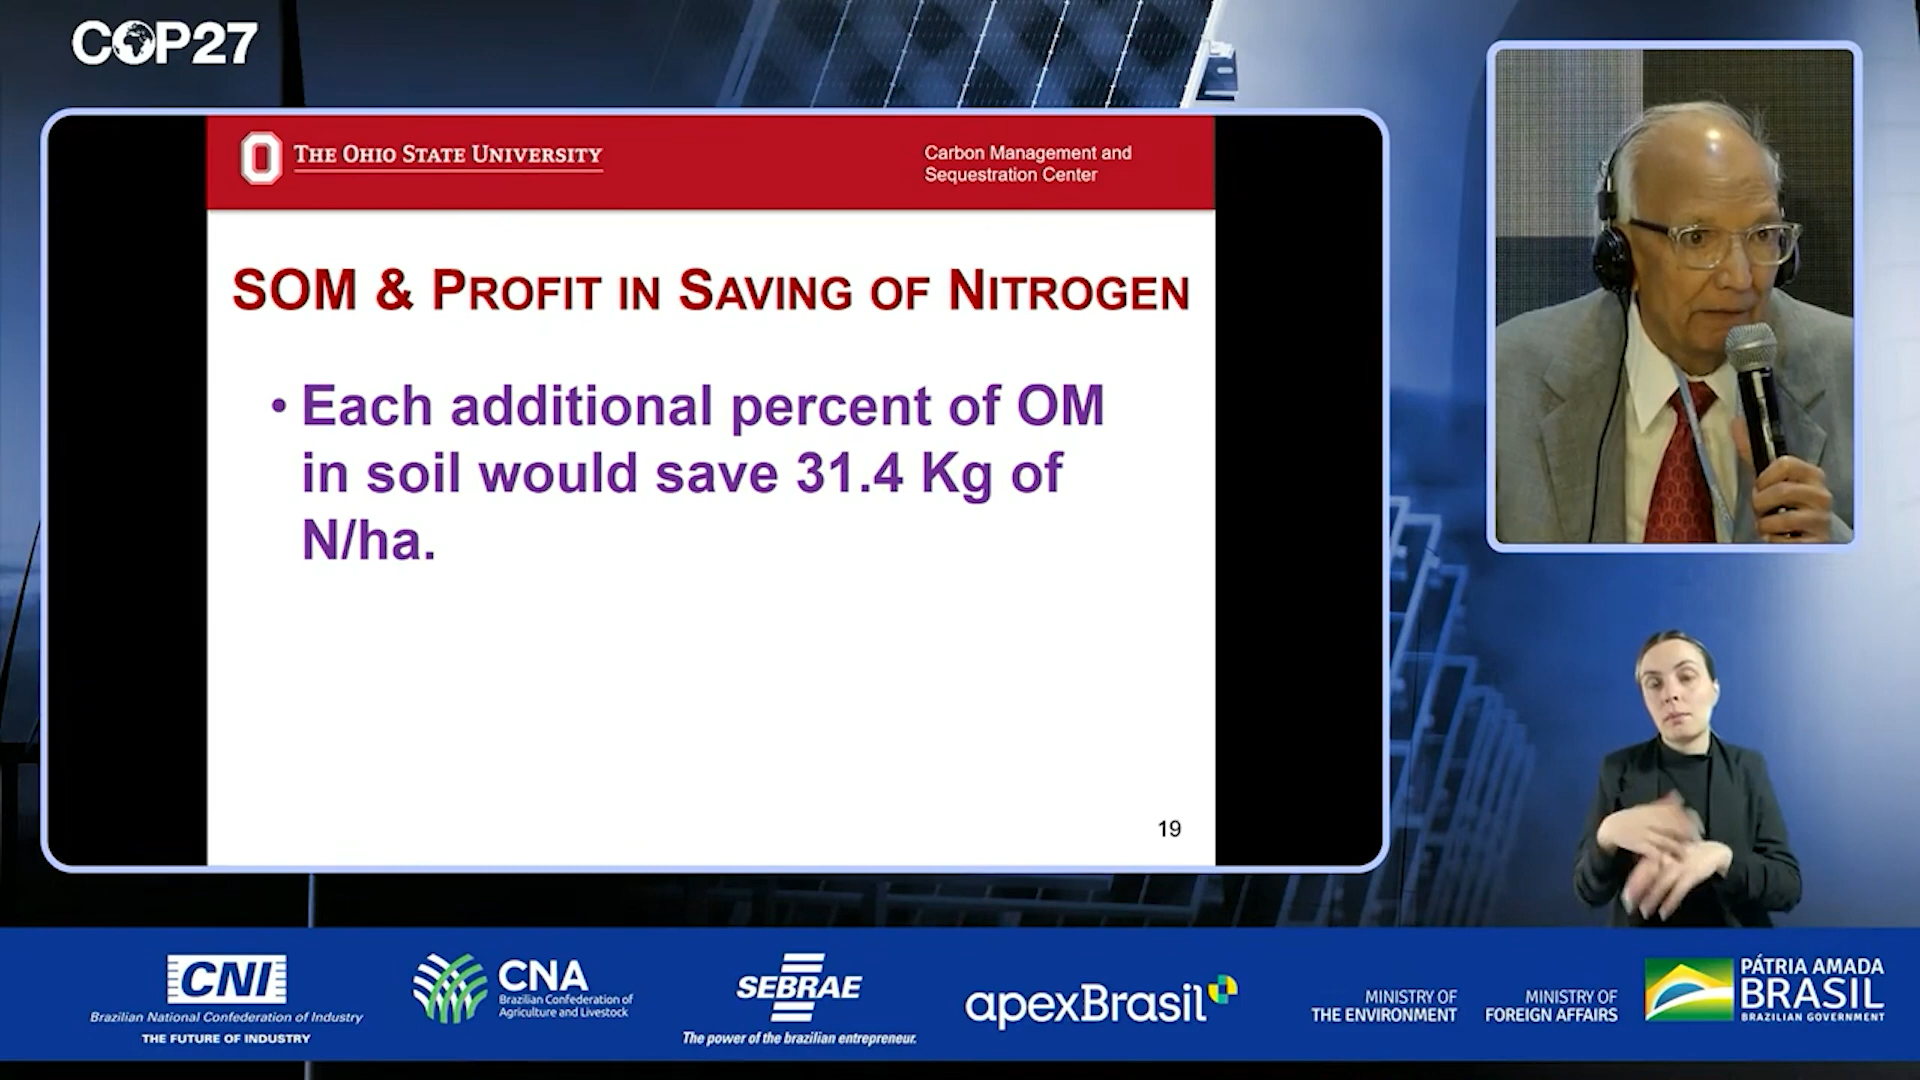 COP27
THE OHIO STATE UNIVERSITY
Carbon Management and
Sequestration Center
SOM & PROFIT IN SAVING OF NITROGEN
• Each additional percent of OM
in soil would save 31.4 Kg of
N/ha.
19
CNI
Brazilian National Confederation of Industry
THE FUTURE OF INDUSTRY
CNA
Brazilian Confederation of
Agriculture and Livestock
SEBRAE
The power of the brazilian entrepreneur.
apexBrasil
MINISTRY OF
THE ENVIRONMENT
MINISTRY OF
FOREIGN AFFAIRS
PÁTRIA AMADA
BRASIL
BRAZILIAN GOVERNMENT